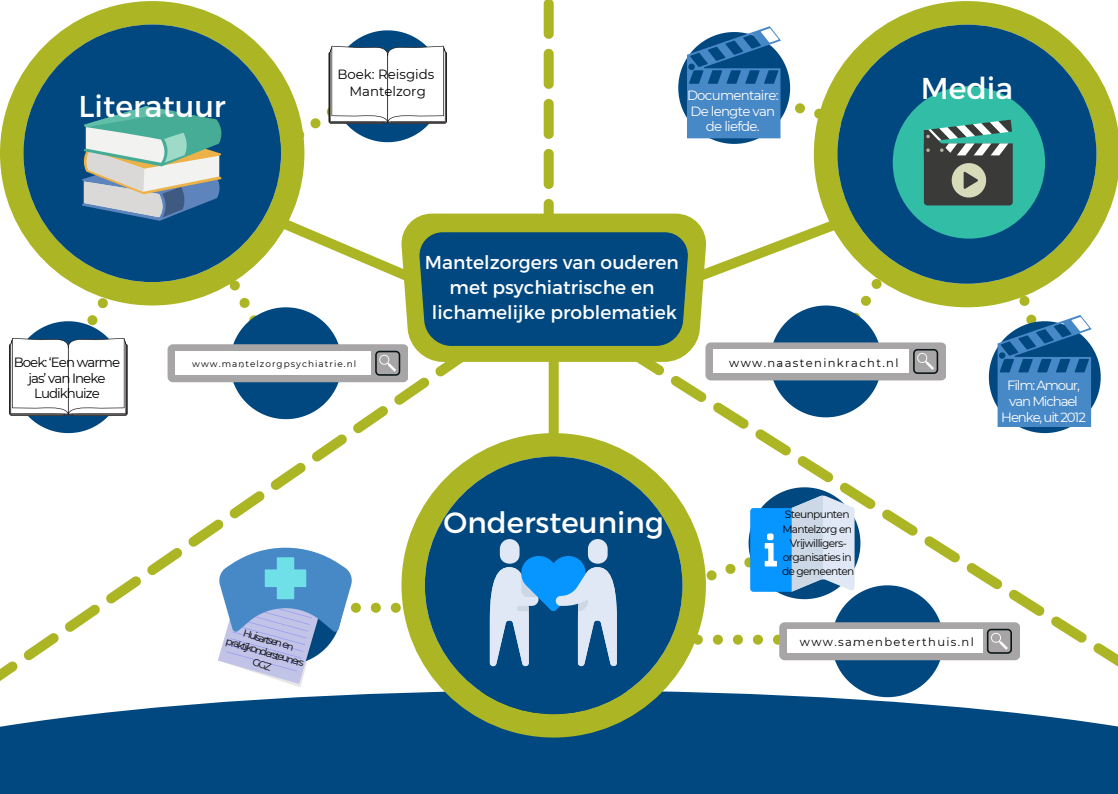 Literatuur
Boek: Reisgids
Mantelzorg
Boek: ‘Een warme
jas’ van Ineke
Ludikhuize
www.mantelzorgpsychiatrie.nl
Mantelzorgers van ouderen
met psychiatrische en
lichamelijke problematiek
Media
Documentaire:
De lengte van
de liefde.
www.naasteninkracht.nl
Film: Amour,
van Michael
Henke, uit 2012
Ondersteuning
Huisartsen en
praktijkondersteuners
GGZ
Steunpunten
Mantelzorg en
Vrijwilligers-
organisaties in
de gemeenten
www.samenbeterthuis.nl